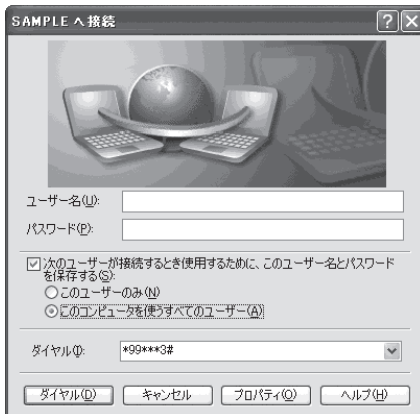 SAMPLE へ接続
ユーザー名(U):
パスワード(P):
次のユーザーが接続するとき使用するために、このユーザー名とパスワード
を保存する(S):
このユーザーのみ(N)
このコンピュータを使うすべてのユーザー(A)
ダイヤル(I): *99***3#
ダイヤル(D) キャンセル プロパティ(O) ヘルプ(H)